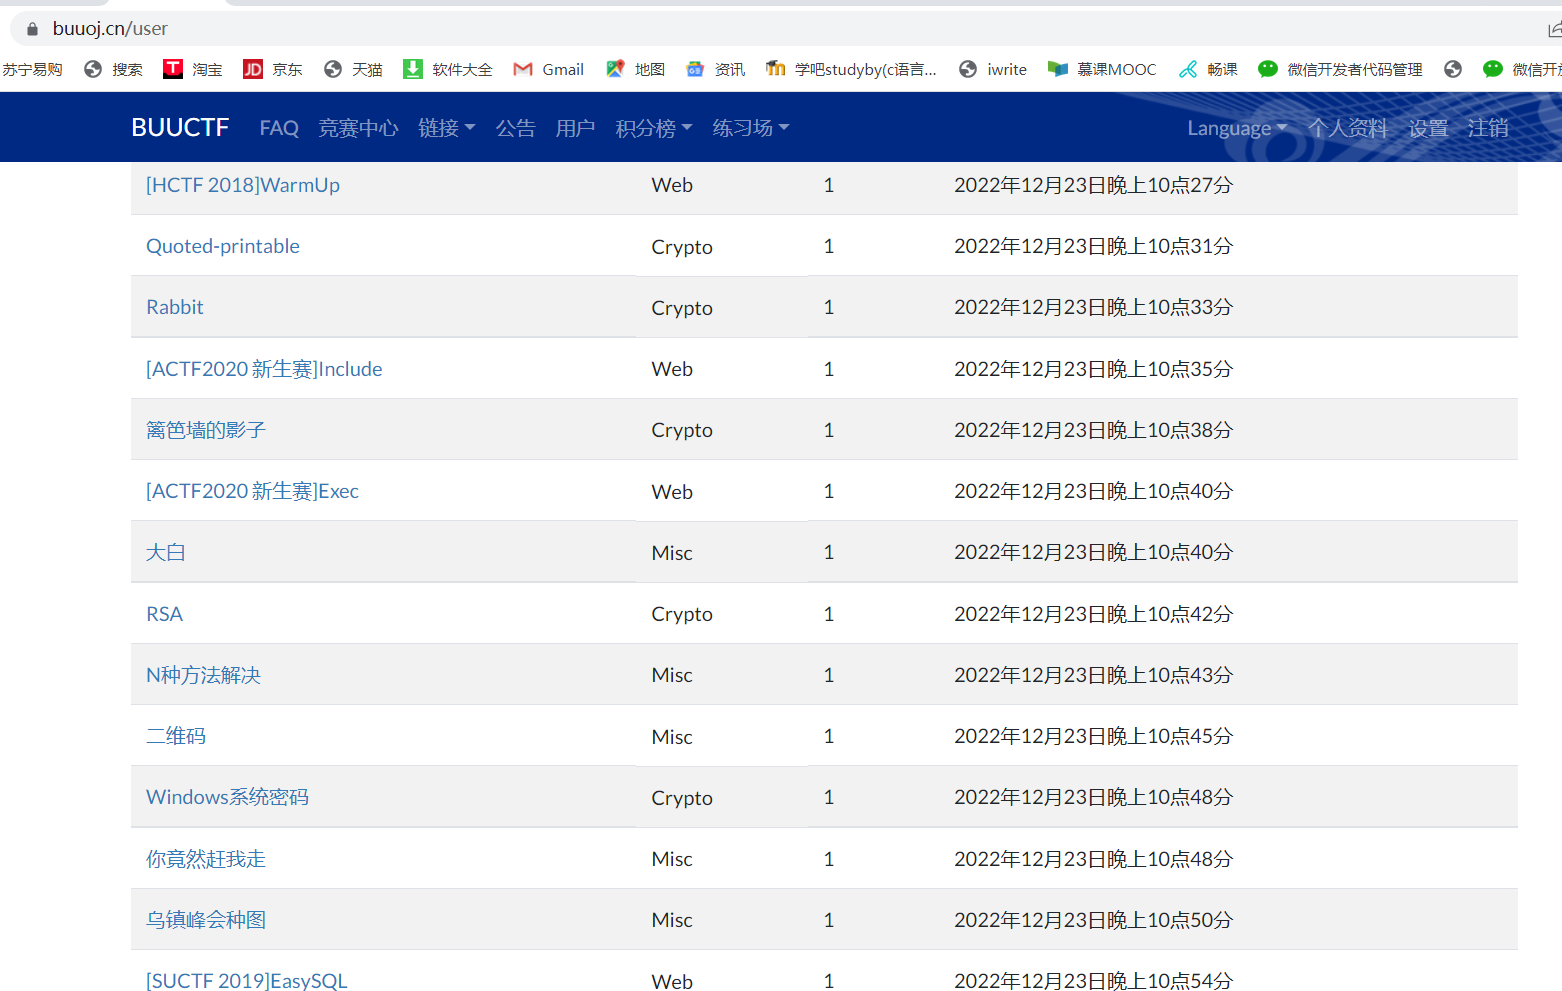 buuoj.cn/user
苏宁易购 搜索 淘宝 京东 天猫 软件大全 Gmail 地图 资讯 学吧studyby(c语言... iwrite 慕课MOOC 畅课 微信开发者代码管理 微信开
BUUCTF FAQ 竞赛中心 链接 公告 用户 积分榜 练习场 Language 个人资料 设置 注销
[HCTF 2018]WarmUp Web 1 2022年12月23日晚上10点27分
Quoted-printable Crypto 1 2022年12月23日晚上10点31分
Rabbit Crypto 1 2022年12月23日晚上10点33分
[ACTF2020 新生赛]Include Web 1 2022年12月23日晚上10点35分
篱笆墙的影子 Crypto 1 2022年12月23日晚上10点38分
[ACTF2020 新生赛]Exec Web 1 2022年12月23日晚上10点40分
大白 Misc 1 2022年12月23日晚上10点40分
RSA Crypto 1 2022年12月23日晚上10点42分
N种方法解决 Misc 1 2022年12月23日晚上10点43分
二维码 Misc 1 2022年12月23日晚上10点45分
Windows系统密码 Crypto 1 2022年12月23日晚上10点48分
你竟然赶我走 Misc 1 2022年12月23日晚上10点48分
乌镇峰会种图 Misc 1 2022年12月23日晚上10点50分
[SUCTF 2019]EasySQL Web 1 2022年12月23日晚上10点54分